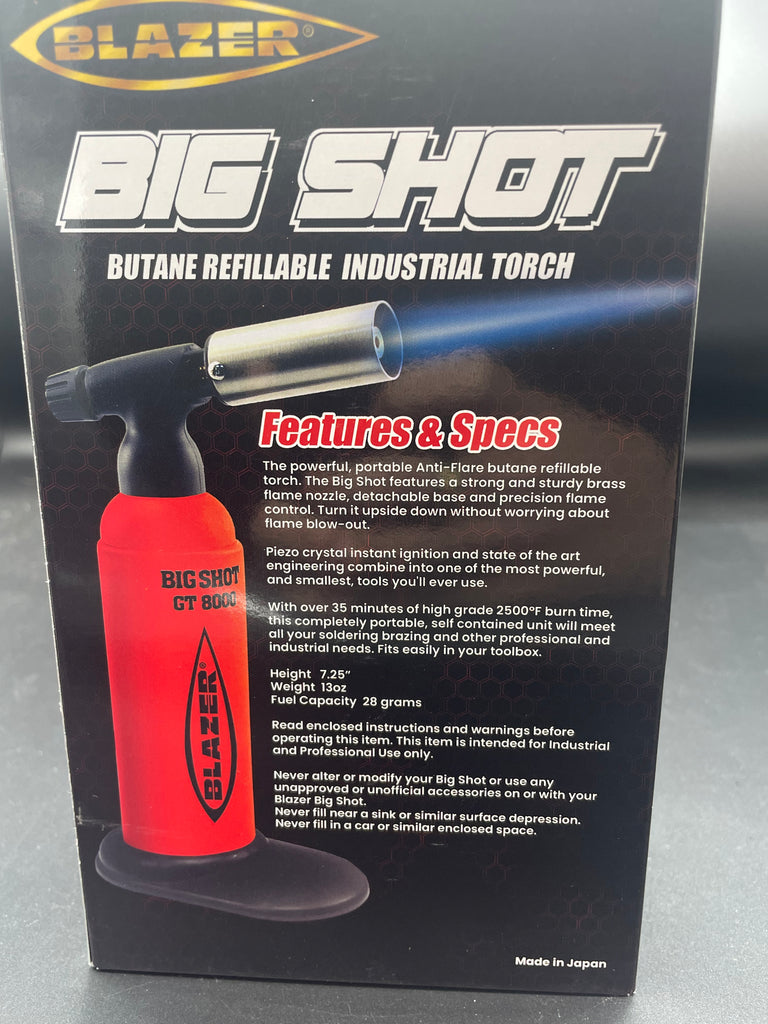 BLAZER®
BIG SHOT
BUTANE REFILLABLE INDUSTRIAL TORCH
Features & Specs
The powerful, portable Anti-Flare butane refillable
torch. The Big Shot features a strong and sturdy brass
flame nozzle, detachable base and precision flame
control. Turn it upside down without worrying about
flame blow-out.
Piezo crystal instant ignition and state of the art
engineering combine into one of the most powerful,
and smallest, tools you'll ever use.
With over 35 minutes of high grade 2500°F burn time,
this completely portable, self contained unit will meet
all your soldering brazing and other professional and
industrial needs. Fits easily in your toolbox.
Height 7.25"
Weight 13oz
Fuel Capacity 28 grams
Read enclosed instructions and warnings before
operating this item. This item is intended for Industrial
and Professional Use only.
Never alter or modify your Big Shot or use any
unapproved or unofficial accessories on or with your
Blazer Big Shot.
Never fill near a sink or similar surface depression.
Never fill in a car or similar enclosed space.
BIG SHOT
GT 8000
BLAZER®
Made in Japan